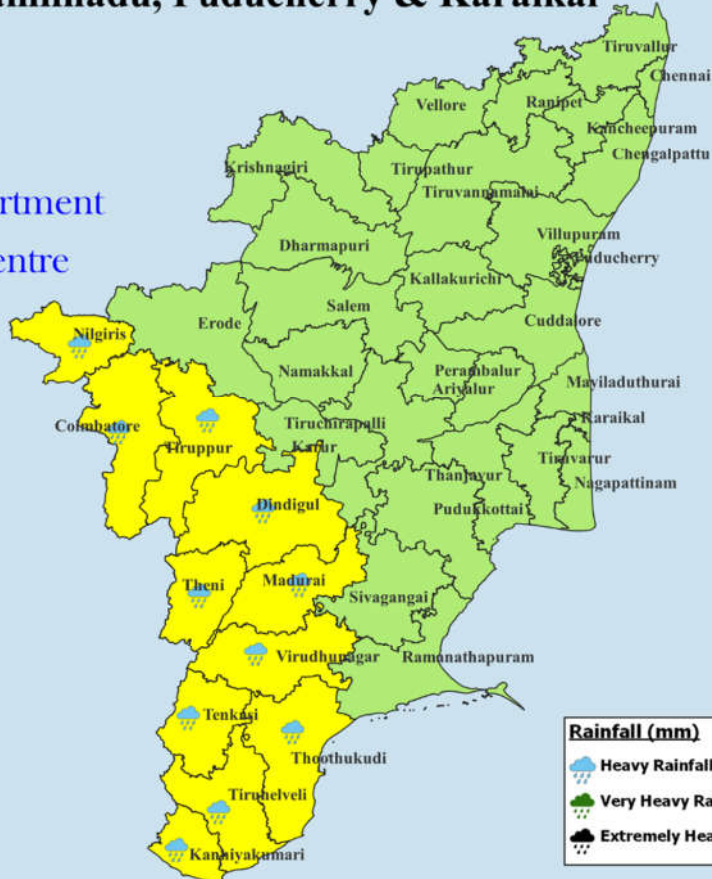 Puducherry & Karaikal
Tiruvallur
Chennai
Vellore
Ranipet
Kancheepuram
Chengalpattu
Krishnagiri
Tirupathur
Tiruvannamalai
rtment
entre
Dharmapuri
Villupuram
Puducherry
Kallakurichi
Salem
Erode
Cuddalore
Nilgiris
Namakkal
Perambalur
Ariyalur
Mayiladuthurai
Coimbatore
Tiruchirapalli
Karaikal
Tiruppur
Karur
Tiruvarur
Thanjavur
Nagapattinam
Dindigul
Pudukkottai
Theni
Madurai
Sivagangai
Virudhunagar
Ramanathapuram
Tenkasi
Thoothukudi
Tirunelveli
Kanniyakumari
Rainfall (mm)
Heavy Rainfall
Very Heavy Ra
Extremely Hea